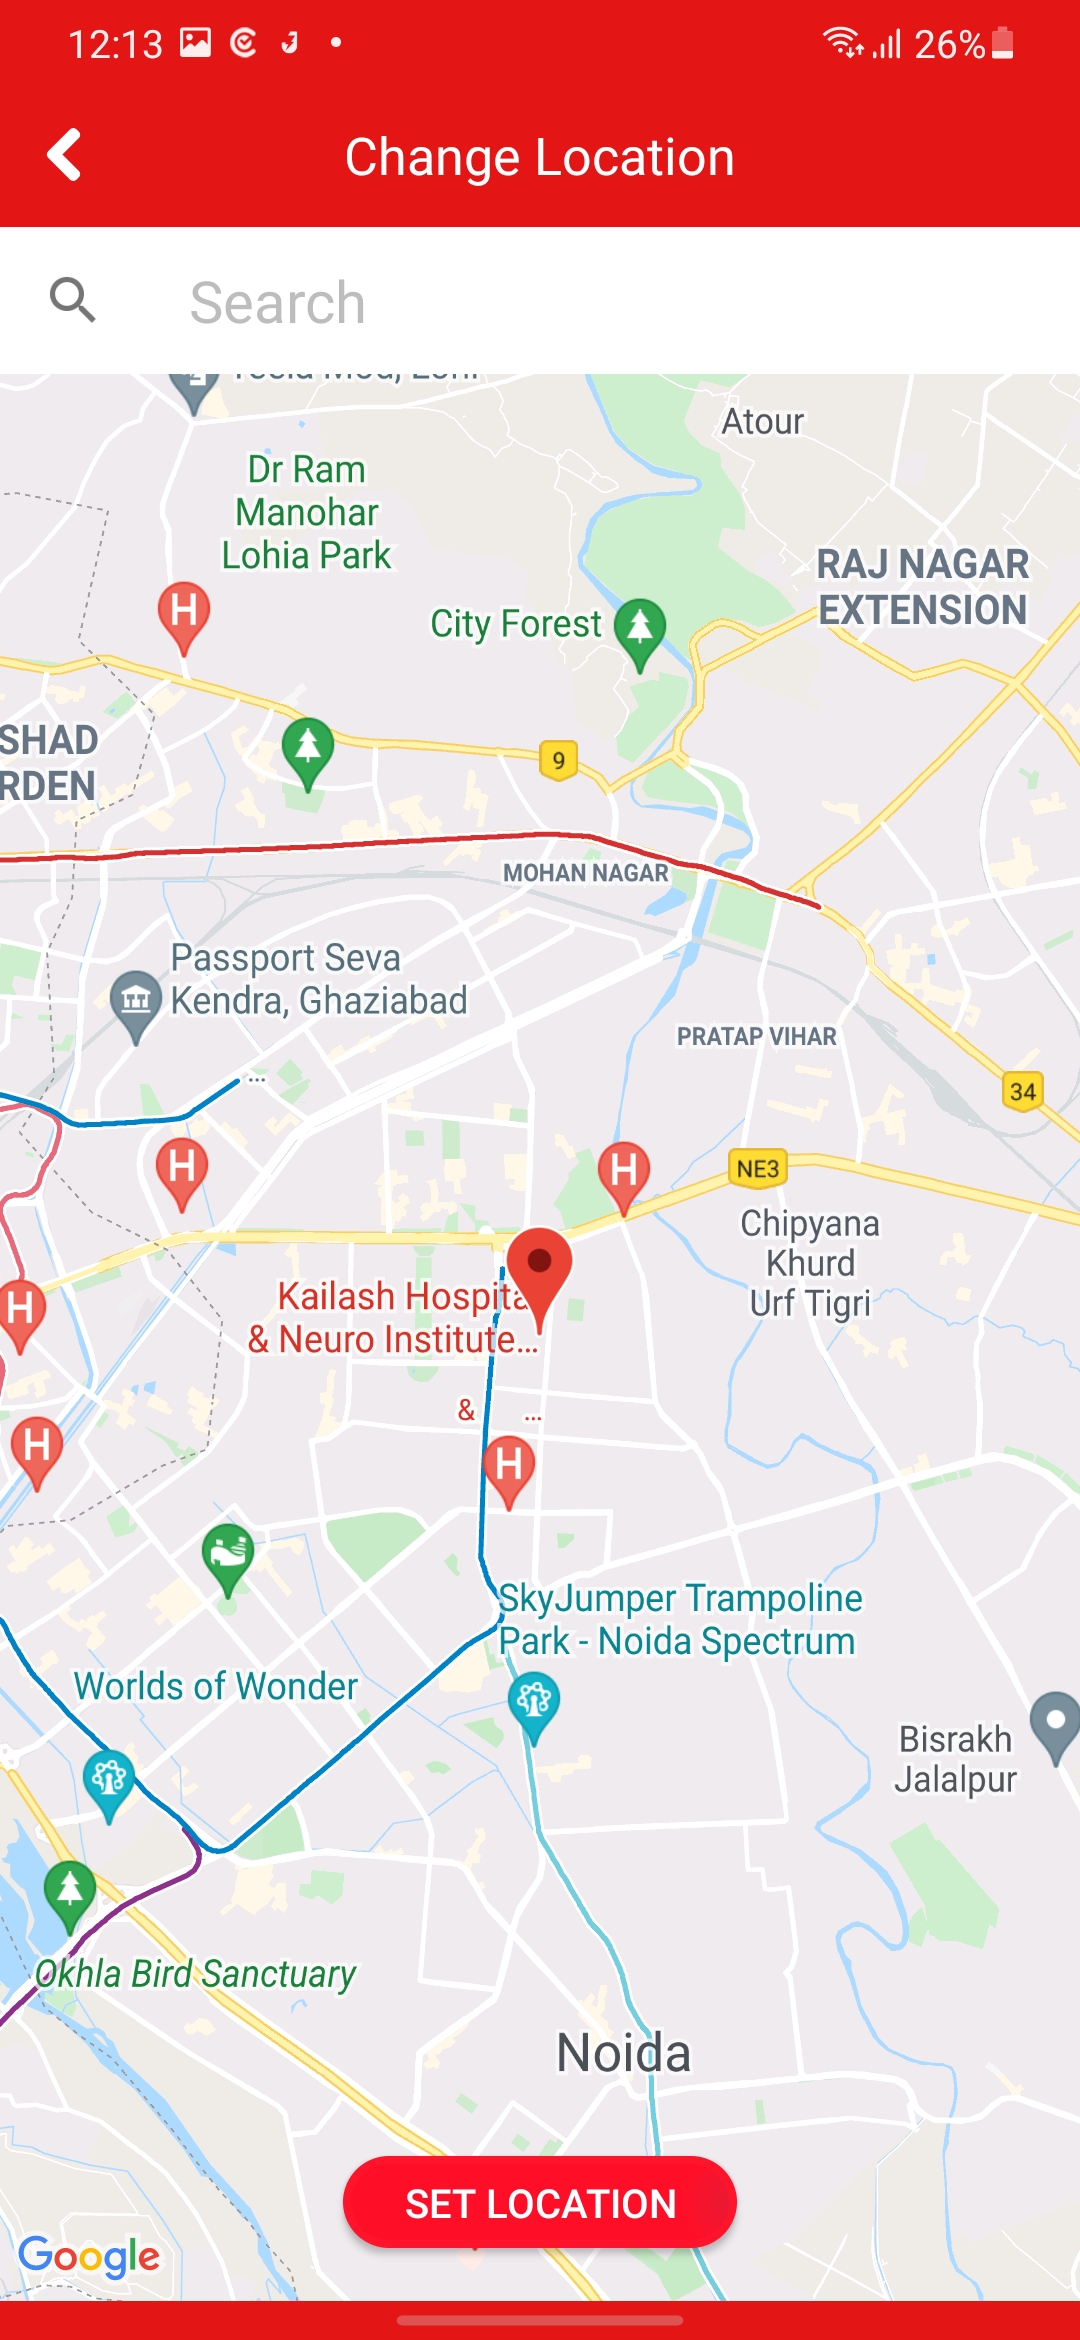 12:13
26%
Change Location
Search
Atour
Dr Ram
Manohar
Lohia Park
RAJ NAGAR
EXTENSION
H
City Forest
SHAD
RDEN
9
MOHAN NAGAR
Passport Seva
Kendra, Ghaziabad
PRATAP VIHAR
...
34
H
H
NE3
Chipyana
Khurd
Urf Tigri
H
Kailash Hospita
& Neuro Institute...
& ...
H
H
SkyJumper Trampoline
Park - Noida Spectrum
Worlds of Wonder
Bisrakh
Jalalpur
Okhla Bird Sanctuary
Noida
SET LOCATION
Google